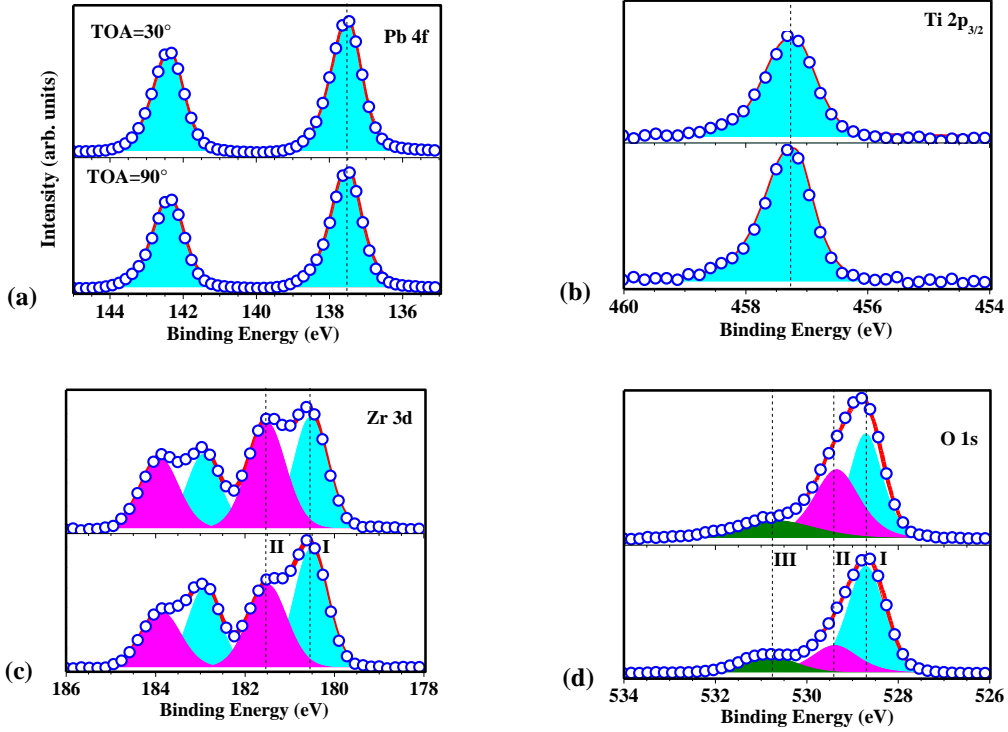 TOA=30°
Pb 4f
TOA=90°
Intensity (arb. units)
144 142 140 138 136
Binding Energy (eV)
(a)
Ti 2p3/2
460 458 456 454
Binding Energy (eV)
(b)
Zr 3d
II I
186 184 182 180 178
Binding Energy (eV)
(c)
O 1s
III II I
534 532 530 528 526
Binding Energy (eV)
(d)